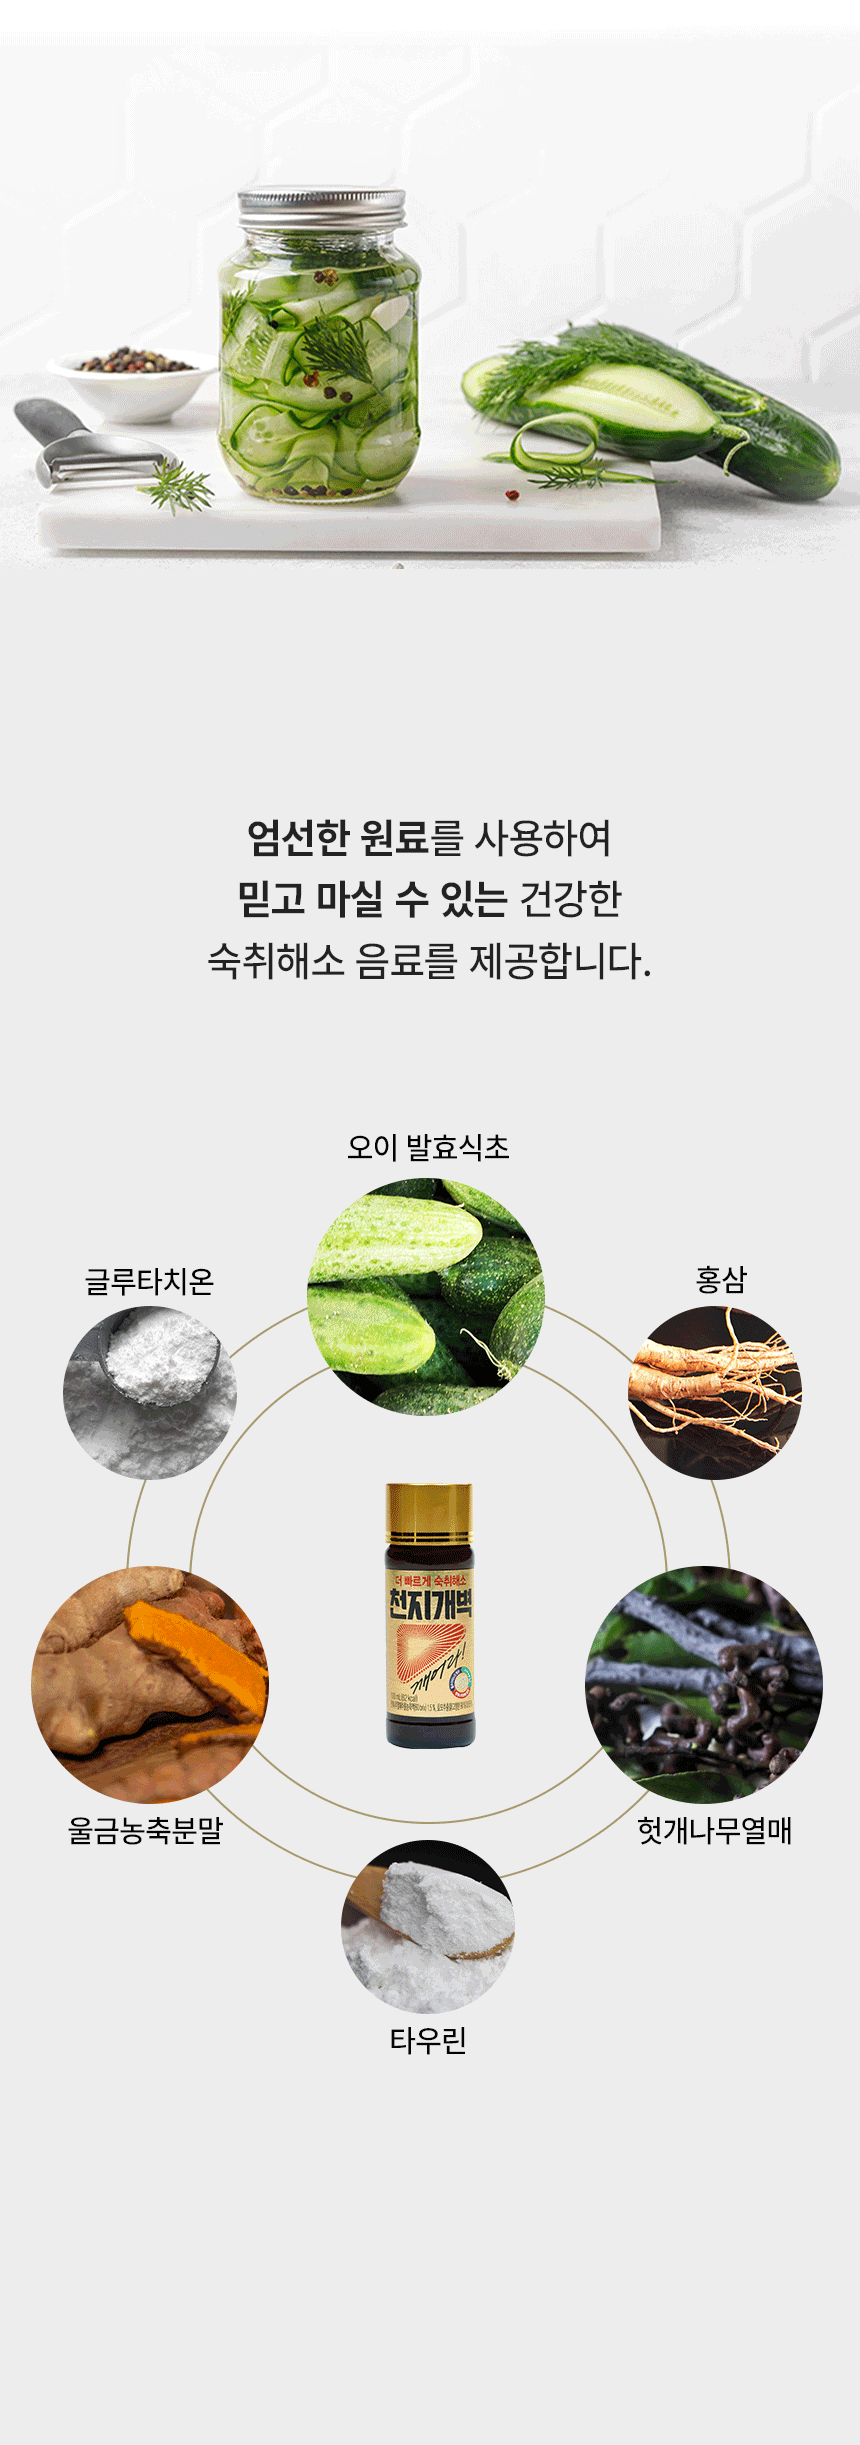 엄선한 원료를 사용하여
믿고 마실 수 있는 건강한
숙취해소 음료를 제공합니다.
오이 발효식초
글루타치온
홍삼
더 빠르게 숙취해소
천지개벽
깨어라!
울금농축분말
헛개나무열매
타우린